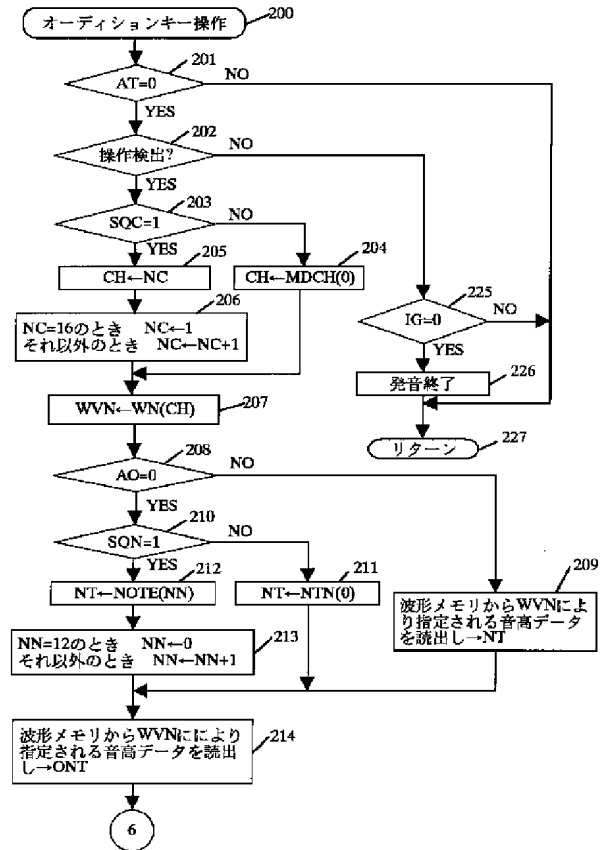 オーディションキー操作
200
201
AT=0
NO
YES
202
操作検出?
NO
YES
203
SQC=1
NO
YES
205
204
CH←NC
CH←MDCH(0)
206
NC=16のとき NC←1
それ以外のとき NC←NC+1
225
IG=0
NO
YES
226
発音終了
WVN←WN(CH)
207
リターン
227
208
AO=0
NO
YES
210
SQN=1
NO
YES
212
211
209
NT←NOTE(NN)
NT←NTN(0)
波形メモリからWVNによ
り指定される音高データ
を読出し→NT
NN=12のとき NN←0
それ以外のとき NN←NN+1
213
波形メモリからWVNににより
指定される音高データを読出
し→ONT
214
6